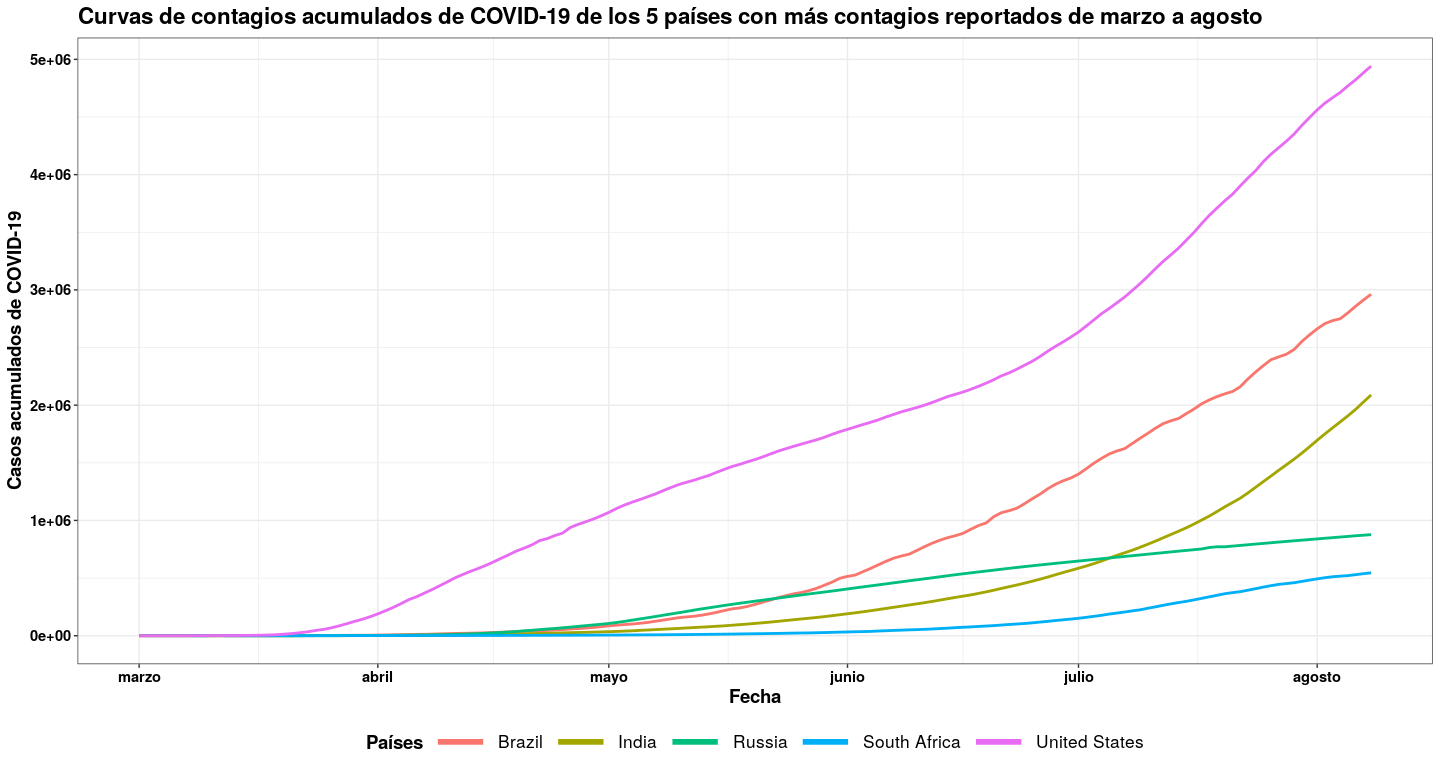 Curvas de contagios acumulados de COVID-19 de los 5 países con más contagios reportados de marzo a agosto
5e+06
4e+06
3e+06
2e+06
1e+06
0e+00
Casos acumulados de COVID-19
marzo abril mayo junio julio agosto
Fecha
Países Brazil India Russia South Africa United States